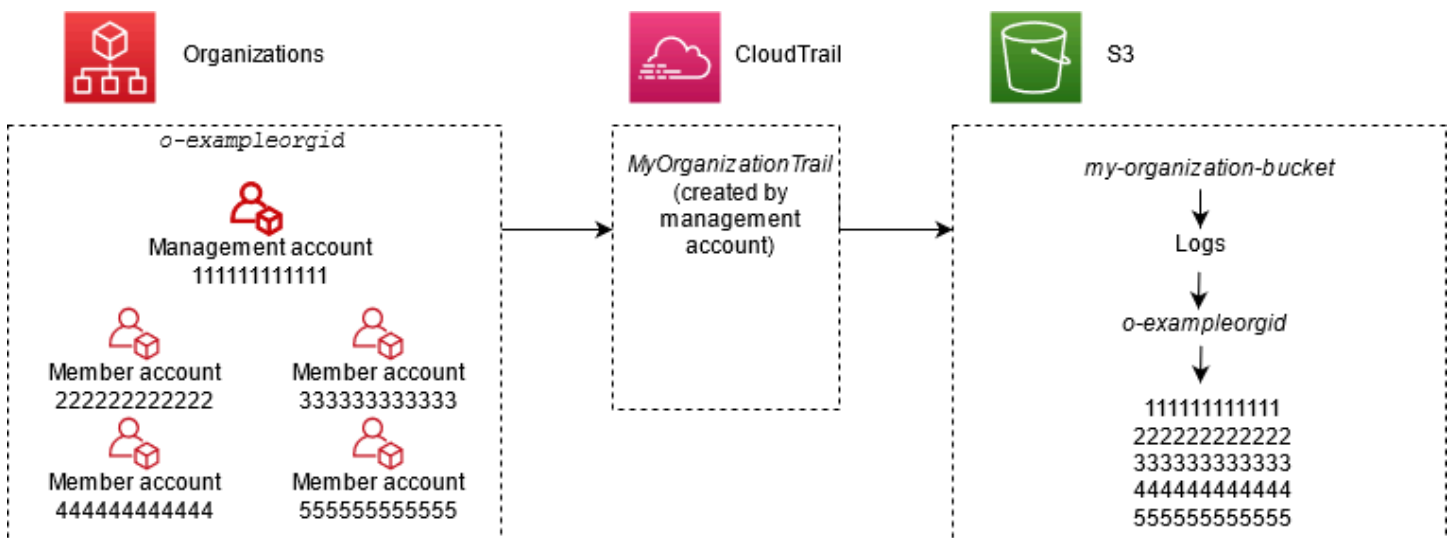 Organizations
CloudTrail
S3
o-exampleorgid
Management account
111111111111
Member account
222222222222
Member account
333333333333
Member account
444444444444
Member account
555555555555
MyOrganizationTrail
(created by
management
account)
my-organization-bucket
Logs
o-exampleorgid
111111111111
222222222222
333333333333
444444444444
555555555555